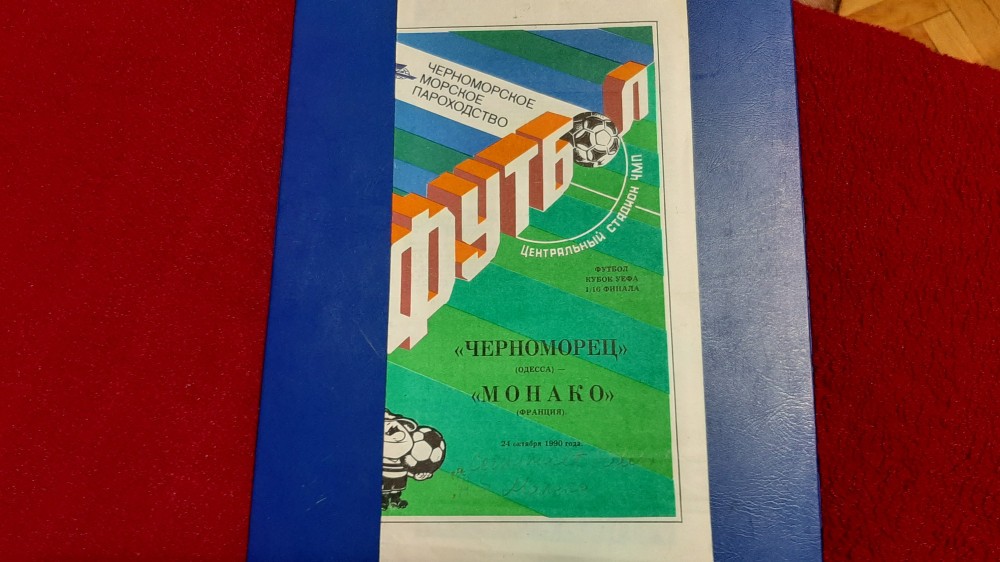 ЧЕРНОМОРСКОЕ
МОРСКОЕ
ПАРОХОДСТВО
ФУТБОЛ
ЦЕНТРАЛЬНЫЙ СТАДИОН ЧМП
ФУТБОЛ
КУБОК УЕФА
1/16 ФИНАЛА
«ЧЕРНОМОРЕЦ»
(ОДЕССА) —
«МОНАКО»
(ФРАНЦИЯ).
24 октября 1990 года.